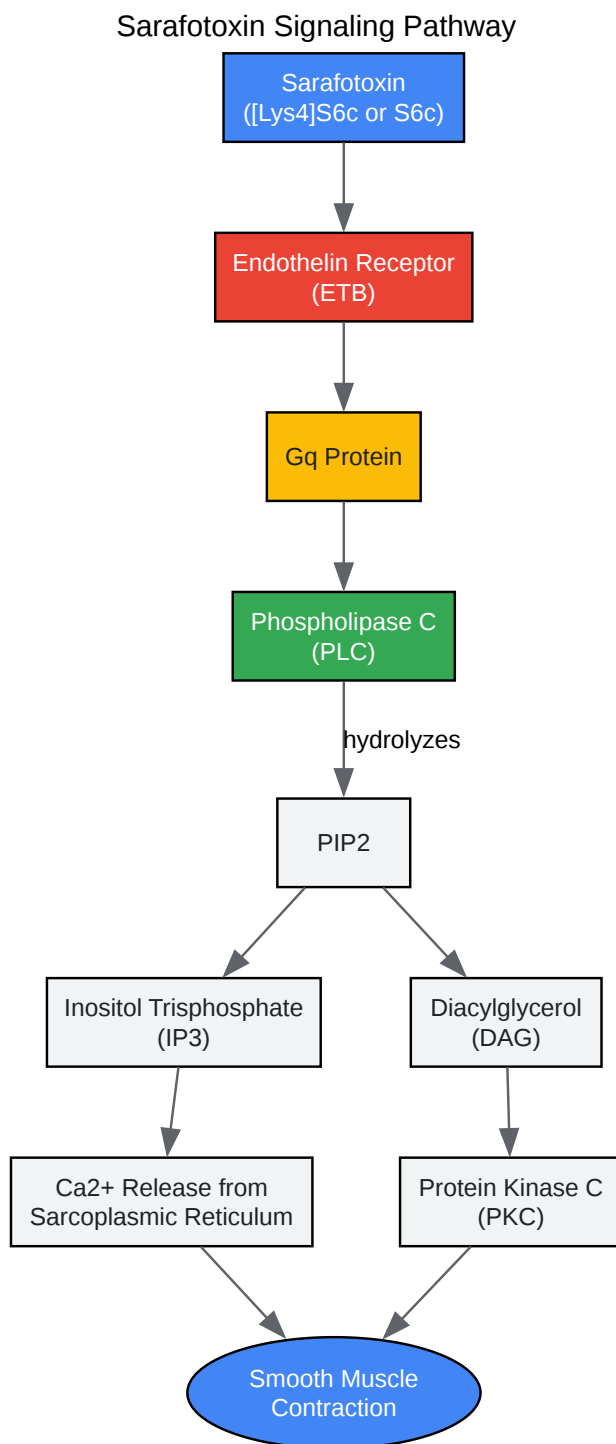 Sarafotoxin Signaling Pathway
Sarafotoxin
([Lys4]S6c or S6c)
Endothelin Receptor
(ETB)
Gq Protein
Phospholipase C
(PLC)
hydrolyzes
PIP2
Inositol Trisphosphate
(IP3)
Diacylglycerol
(DAG)
Ca2+ Release from
Sarcoplasmic Reticulum
Protein Kinase C
(PKC)
Smooth Muscle
Contraction